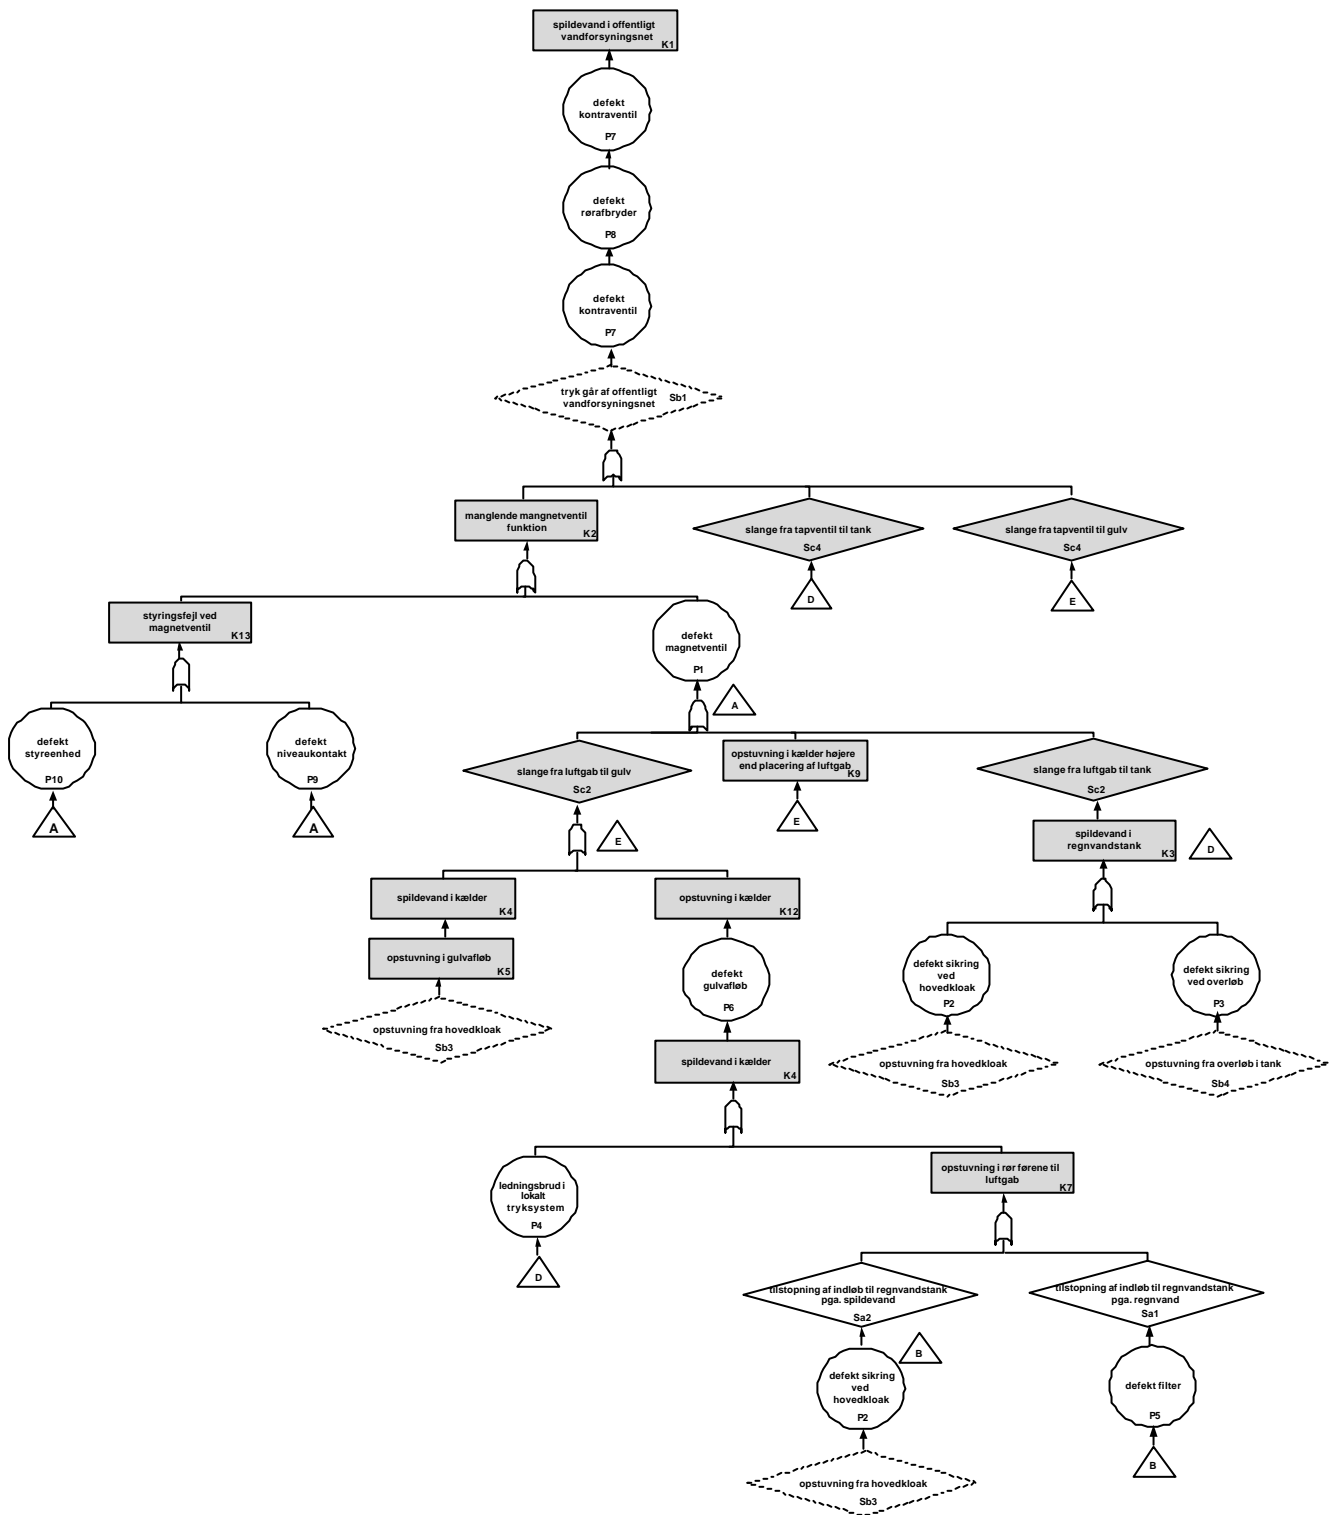 spildevand i offentligt
vandforsyningsnet
K1
defekt
kontraventil
P7
defekt
rørafbryder
P8
defekt
kontraventil
P7
tryk går af offentligt
vandforsyningsnet
Sb1
manglende mangnetventil
funktion
K2
slange fra tapventil til tank
Sc4
slange fra tapventil til gulv
Sc4
D
E
styringsfejl ved
magnetventil
K13
defekt
magnetventil
P1
A
defekt
styreenhed
P10
defekt
niveaukontakt
P9
A
A
slange fra luftgab til gulv
Sc2
opstuvning i kælder højere
end placering af luftgab
K9
slange fra luftgab til tank
Sc2
E
E
spildevand i
regnvandstank
K3
D
spildevand i kælder
K4
opstuvning i kælder
K12
opstuvning i gulvafløb
K5
defekt
gulvafløb
P6
defekt sikring
ved
hovedkloak
P2
defekt sikring
ved overløb
P3
opstuvning fra hovedkloak
Sb3
spildevand i kælder
K4
opstuvning fra hovedkloak
Sb3
opstuvning fra overløb i tank
Sb4
ledningsbrud i
lokalt
tryksystem
P4
opstuvning i rør førene til
luftgab
K7
D
tilstopning af indløb til regnvandstank
pga. spildevand
Sa2
tilstopning af indløb til regnvandstank
pga. regnvand
Sa1
B
defekt sikring
ved
hovedkloak
P2
defekt filter
P5
B
opstuvning fra hovedkloak
Sb3